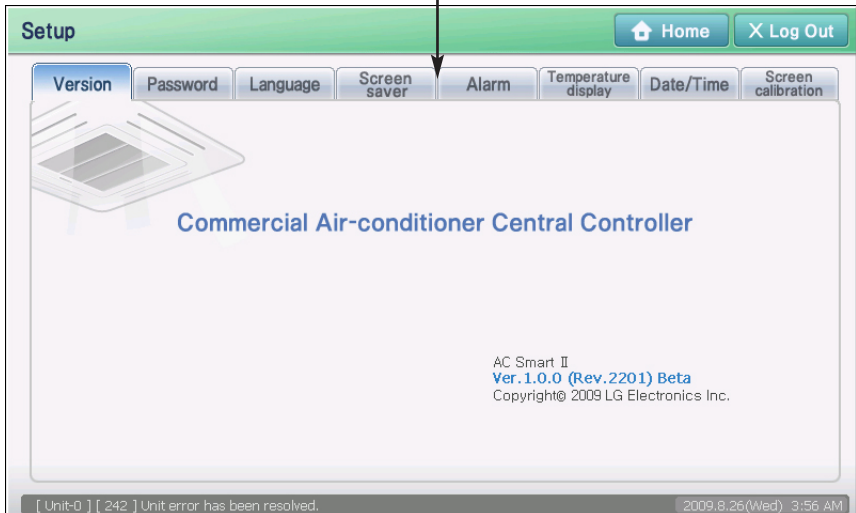 Setup
Home
X Log Out
Version
Password
Language
Screen
saver
Alarm
Temperature
display
Date/Time
Screen
calibration
Commercial Air-conditioner Central Controller
AC Smart Ⅱ
Ver.1.0.0 (Rev.2201) Beta
Copyright© 2009 LG Electronics Inc.
[ Unit-0 ] [ 242 ] Unit error has been resolved.
2009.8.26(Wed) 3:56 AM